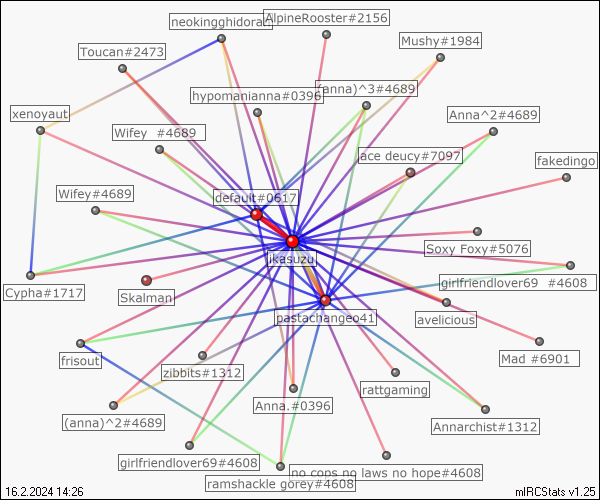 neokingghidora
AlpineRooster#2156
Mushy#1984
Toucan#2473
hypomanianna#0396
(anna)^3#4689
xenoyaut
Anna^2#4689
Wifey #4689
ace deucy#7097
fakedingo
Wifey#4689
default#0617
Soxy Foxy#5076
ikasuzu
Cypha#1717
Skalman
girlfriendlover69 #4608
pastachangeo41
avelicious
frisout
Mad #6901
zibbits#1312
rattgaming
(anna)^2#4689
Anna.#0396
Annarchist#1312
girlfriendlover69#4608
no cops no laws no hope#4608
ramshackle gorey#4608
16.2.2024 14:26
mIRCStats v1.25